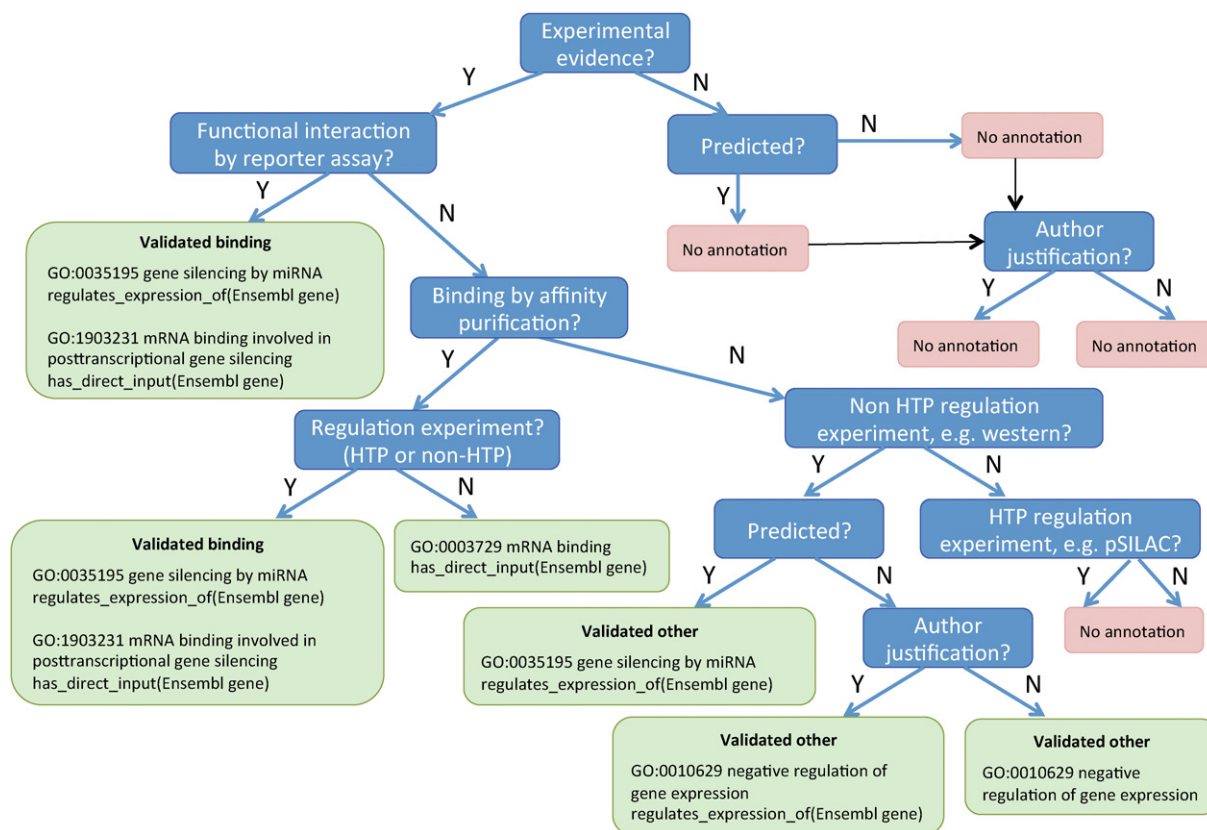 Experimental
evidence?
Y
N
Functional interaction
by reporter assay?
Predicted?
N
No annotation
Y
N
Y
Validated binding
GO:0035195 gene silencing by miRNA
regulates_expression_of(Ensembl gene)
GO:1903231 mRNA binding involved in
posttranscriptional gene silencing
has_direct_input(Ensembl gene)
No annotation
Author
justification?
Y
N
No annotation
No annotation
Binding by affinity
purification?
Y
N
Regulation experiment?
(HTP or non-HTP)
Non HTP regulation
experiment, e.g. western?
Y
N
Y
N
Validated binding
GO:0035195 gene silencing by miRNA
regulates_expression_of(Ensembl gene)
GO:1903231 mRNA binding involved in
posttranscriptional gene silencing
has_direct_input(Ensembl gene)
GO:0003729 mRNA binding
has_direct_input(Ensembl gene)
Predicted?
HTP regulation
experiment, e.g. pSILAC?
Y
N
Y
N
No annotation
Validated other
GO:0035195 gene silencing by miRNA
regulates_expression_of(Ensembl gene)
Author
justification?
Y
N
Validated other
GO:0010629 negative regulation of
gene expression
regulates_expression_of(Ensembl gene)
Validated other
GO:0010629 negative
regulation of gene expression